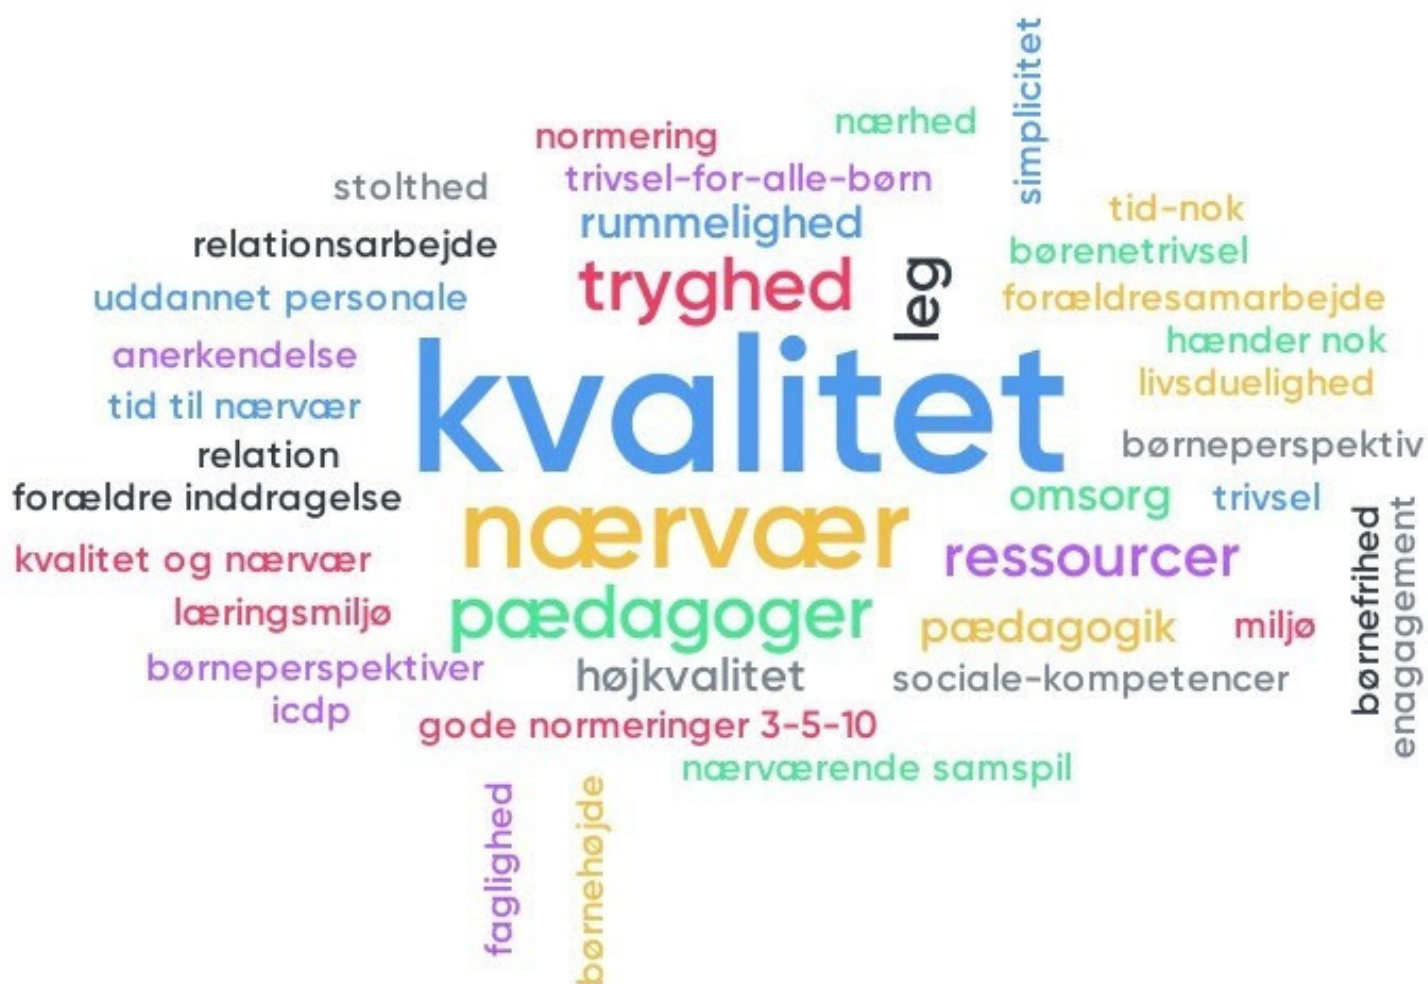 simplicitet
nærhed
normering
trivsel-for-alle-børn
stolthed
tid-nok
rummelighed
relationsarbejde
børenetrivsel
tryghed
leg
uddannet personale
forældresamarbejde
hænder nok
anerkendelse
kvalitet
livsduelighed
tid til nærvær
børneperspektiv
relation
forældre inddragelse
omsorg
trivsel
nærvær
ressourcer
kvalitet og nærvær
børnefrihed
enagagement
læringsmiljø
pædagoger
pædagogik
miljø
børneperspektiver
højkvalitet
sociale-kompetencer
icdp
gode normeringer 3-5-10
nærværende samspil
faglighed
børnehøjde